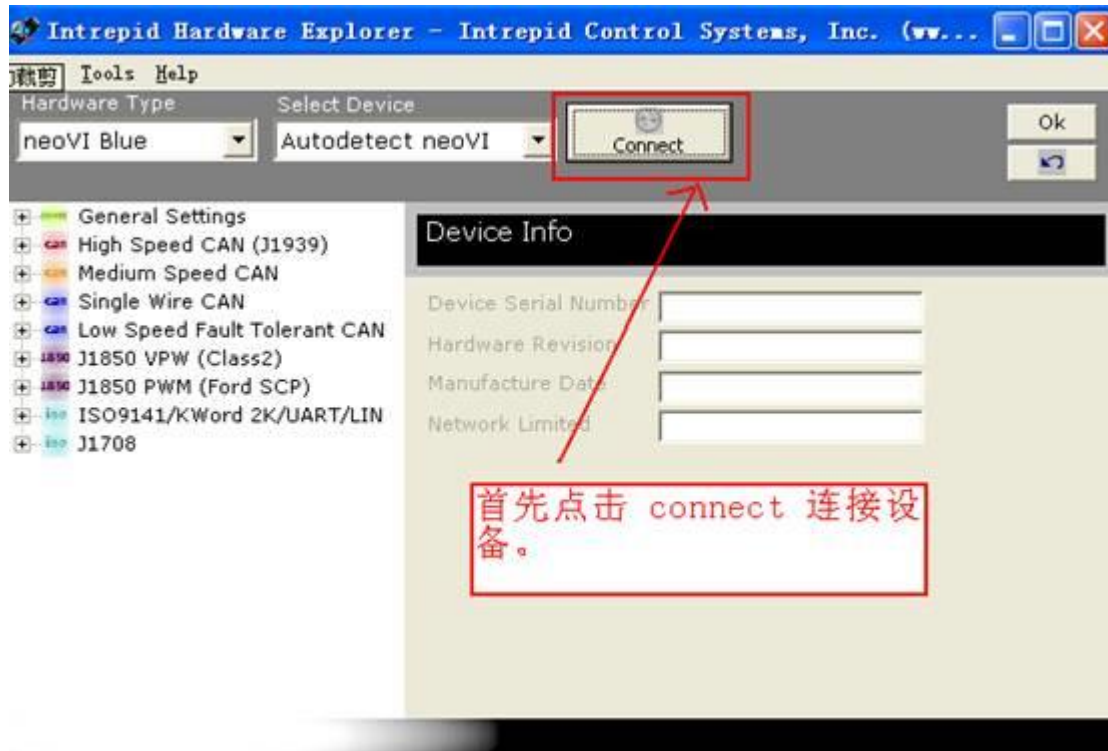 Intrepid Hardware Explorer - Intrepid Control Systems, Inc. (ww...
裁剪 Tools Help
Hardware Type Select Device
neoVI Blue Autodetect neoVI Connect Ok
General Settings
High Speed CAN (J1939)
Medium Speed CAN
Single Wire CAN
Low Speed Fault Tolerant CAN
J1850 VPW (Class2)
J1850 PWM (Ford SCP)
ISO9141/KWord 2K/UART/LIN
J1708
Device Info
Device Serial Number
Hardware Revision
Manufacture Date
Network Limited
首先点击 connect 连接设
备。